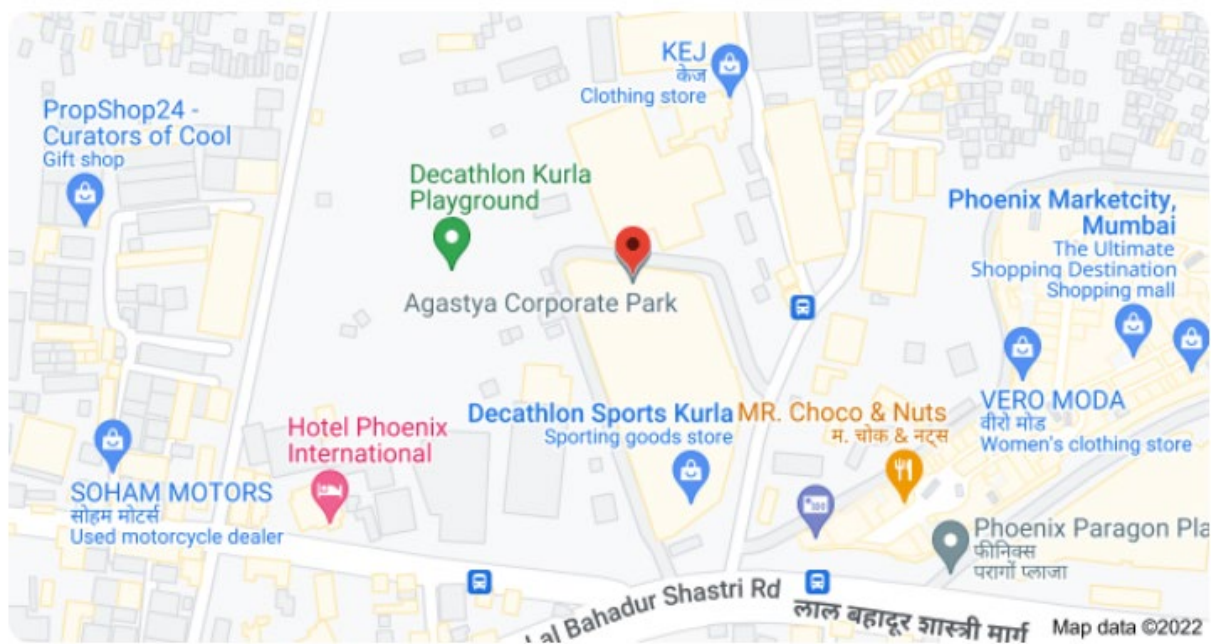 KEJ
केज
Clothing store
PropShop24 -
Curators of Cool
Gift shop
Decathlon Kurla
Playground
Phoenix Marketcity,
Mumbai
The Ultimate
Shopping Destination
Shopping mall
Agastya Corporate Park
Decathlon Sports Kurla
Sporting goods store
MR. Choco & Nuts
म. चोक & नट्स
VERO MODA
वीरो मोड
Women's clothing store
Hotel Phoenix
International
SOHAM MOTORS
सोहम मोटर्स
Used motorcycle dealer
Phoenix Paragon Pla
फीनिक्स
परागों प्लाजा
Lal Bahadur Shastri Rd
लाल बहादूर शास्त्री मार्ग
Map data ©2022